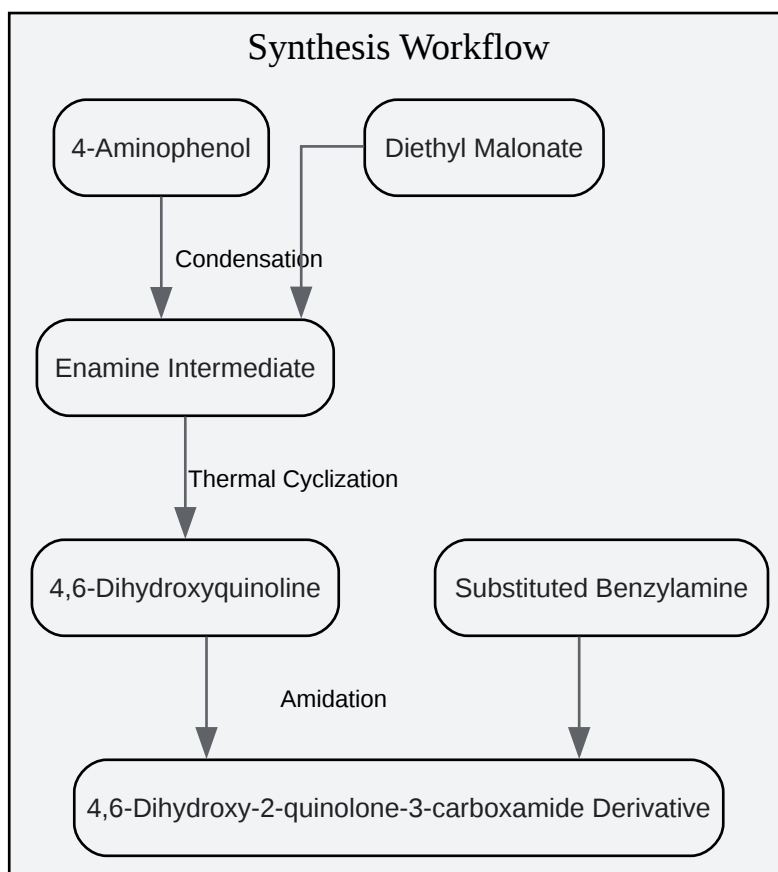 Synthesis Workflow
4-Aminophenol
Diethyl Malonate
Condensation
Enamine Intermediate
Thermal Cyclization
4,6-Dihydroxyquinoline
Substituted Benzylamine
Amidation
4,6-Dihydroxy-2-quinolone-3-carboxamide Derivative